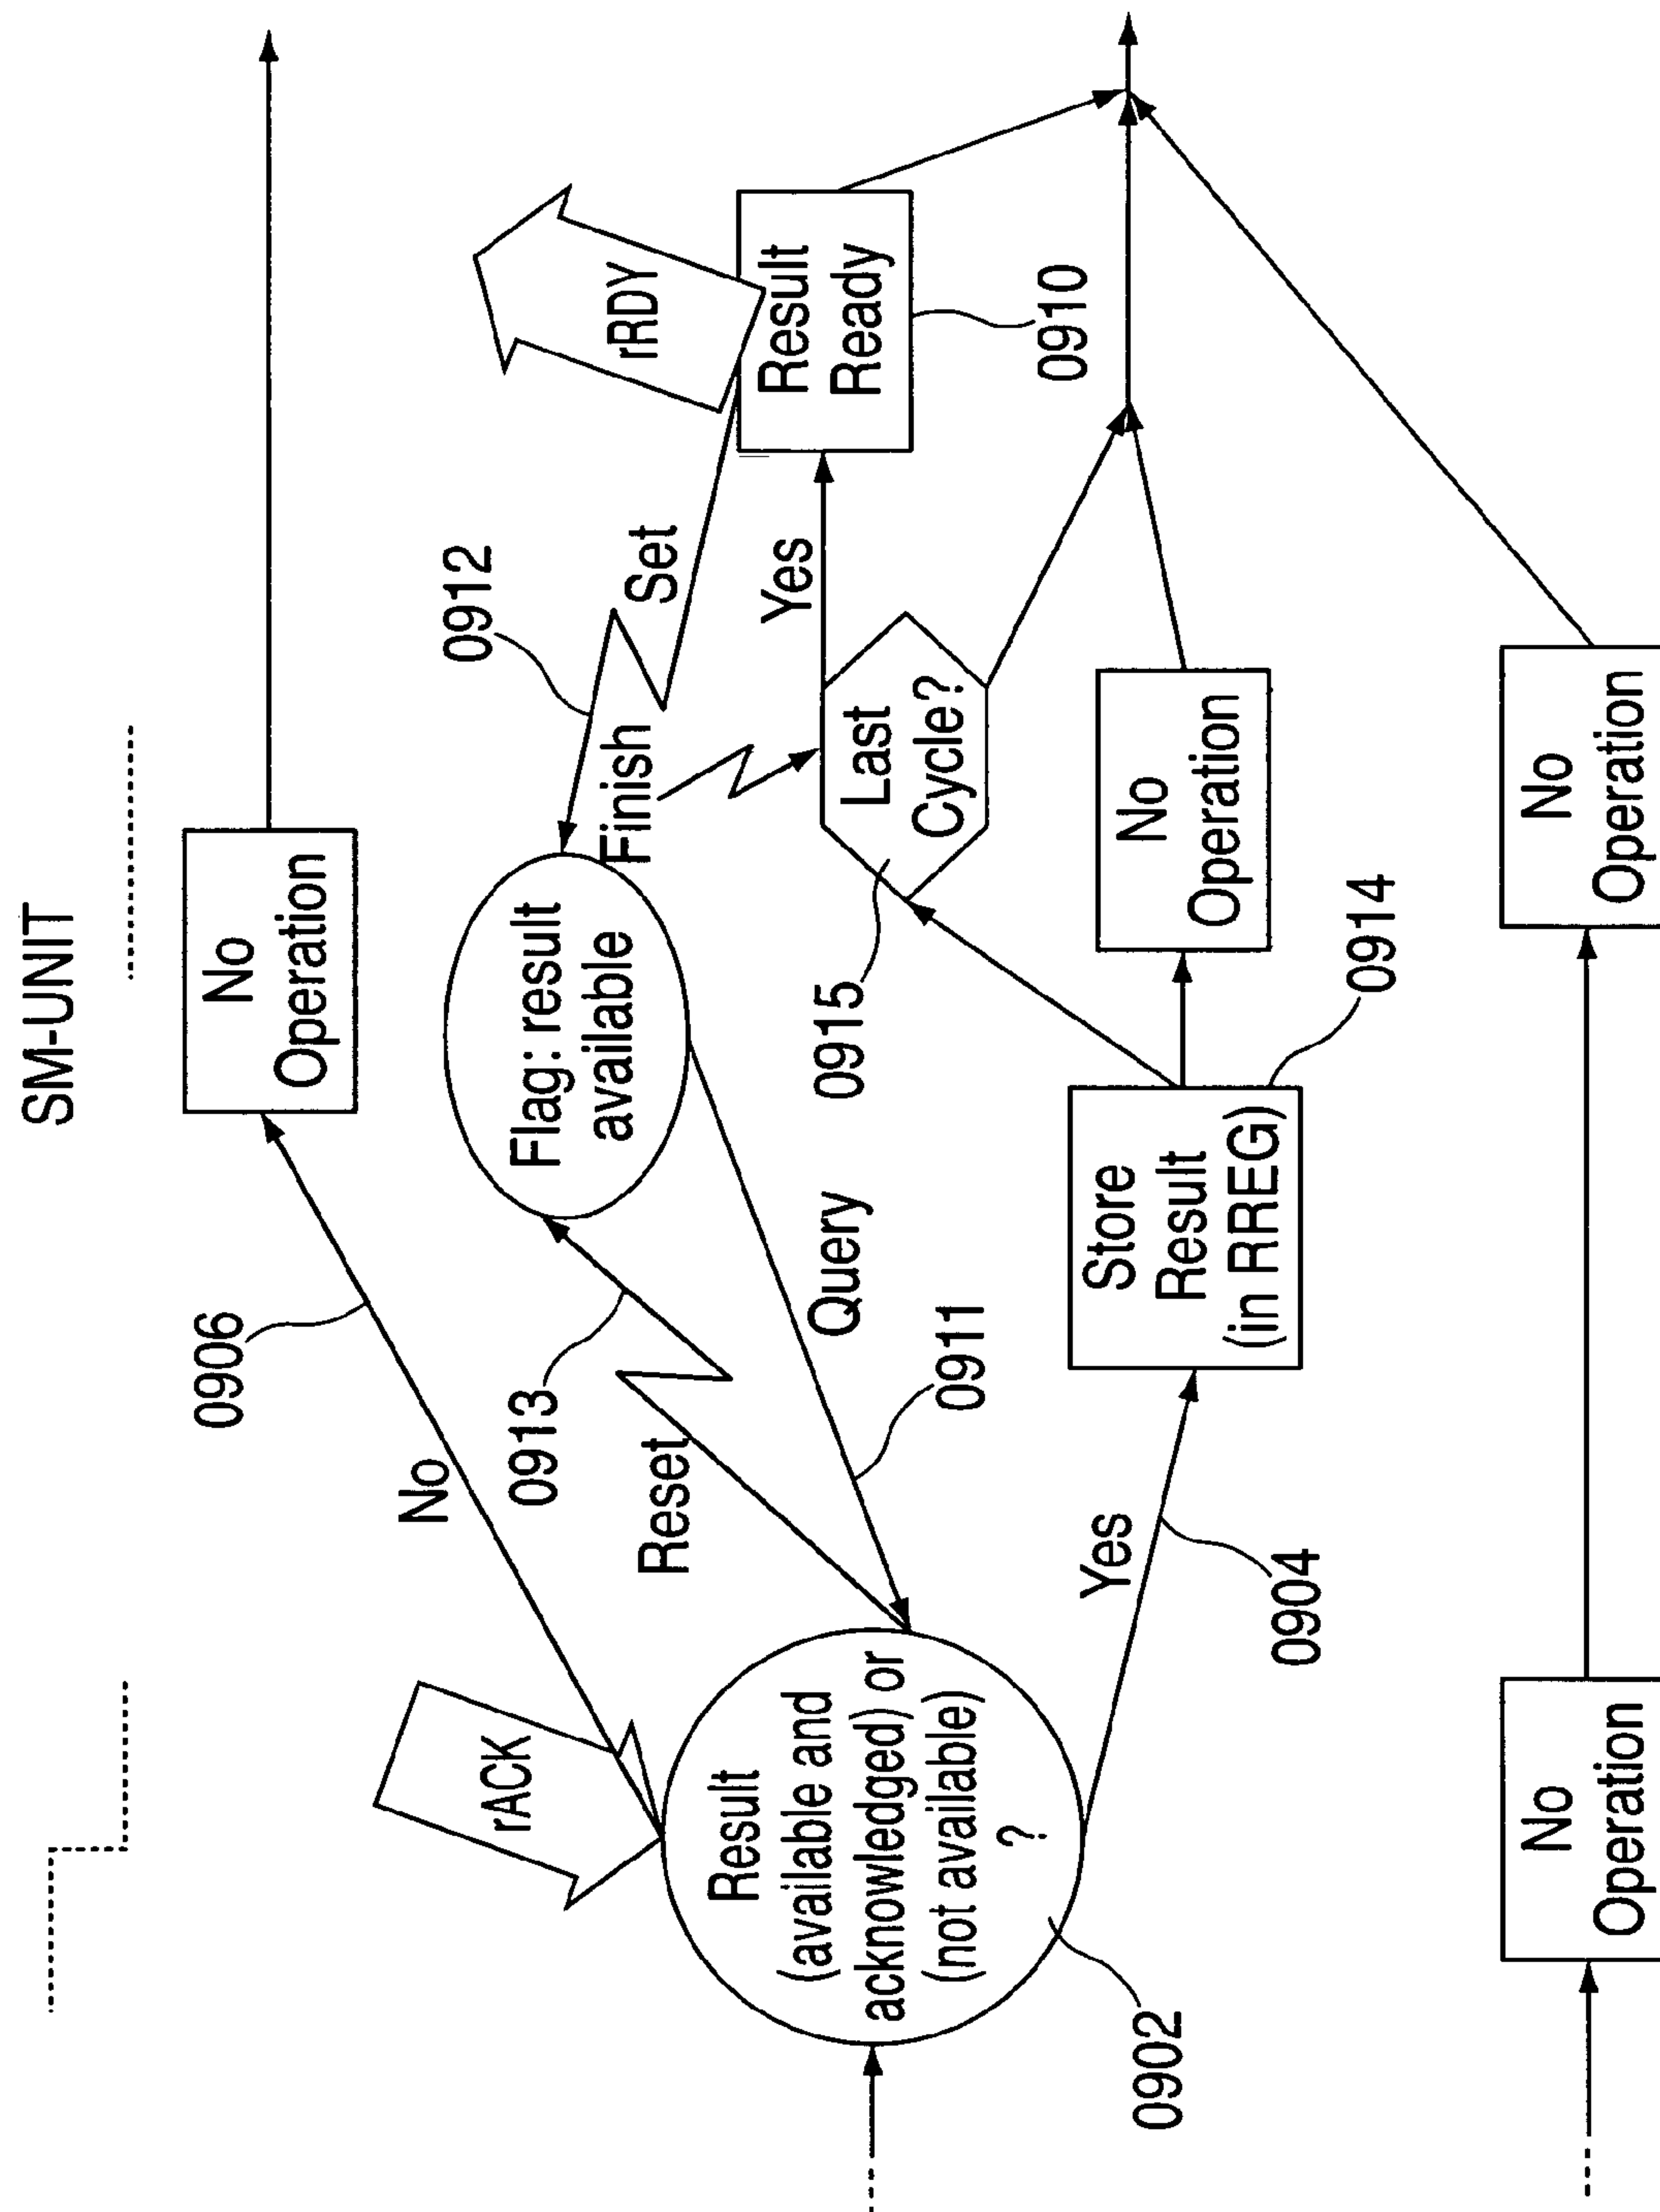 SM-UNIT
No
Operation
0906
No
rACK
Result
(available and
acknowledged) or
(not available)
?
0902
Reset
0913
Flag: result
available
Query
0911
0912
Set
Finish
rRDY
Result
Ready
0910
Yes
Last
Cycle?
0915
Yes
0904
Store
Result
(in RREG)
0914
No
Operation
No
Operation
No
Operation